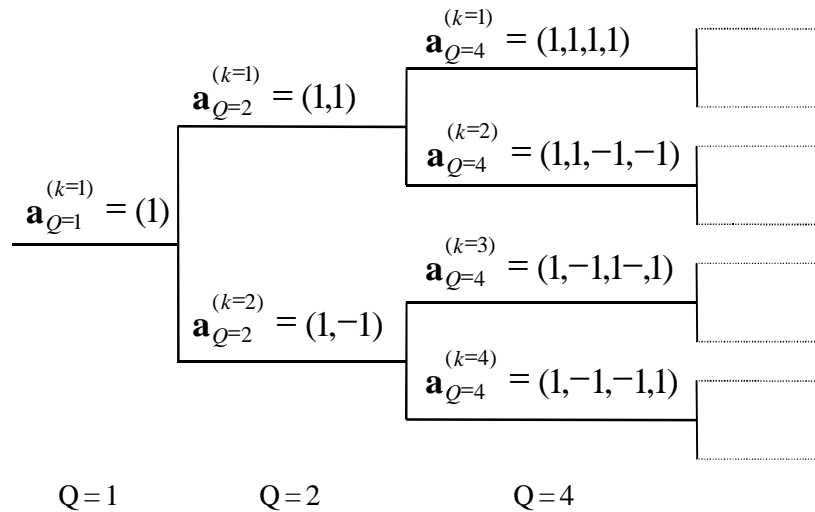 a_{Q=4}^{(k=1)} = (1,1,1,1)
a_{Q=2}^{(k=1)} = (1,1)
a_{Q=4}^{(k=2)} = (1,1,−1,−1)
a_{Q=1}^{(k=1)} = (1)
a_{Q=4}^{(k=3)} = (1,−1,1−,1)
a_{Q=2}^{(k=2)} = (1,−1)
a_{Q=4}^{(k=4)} = (1,−1,−1,1)
Q = 1 Q = 2 Q = 4